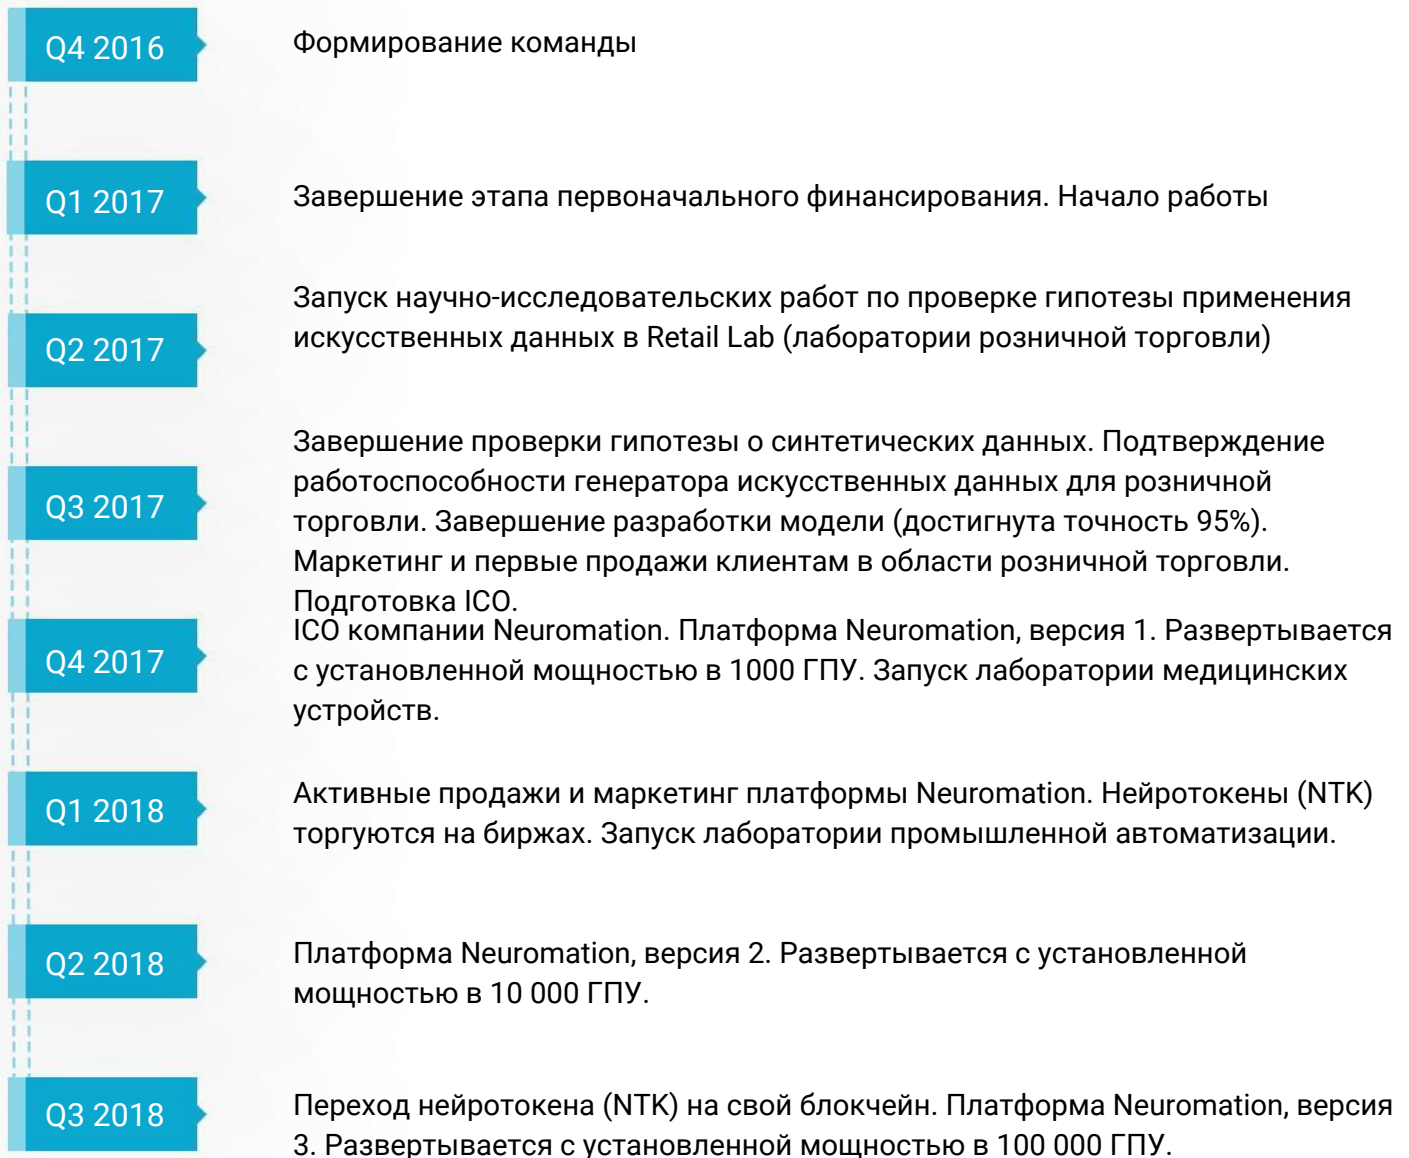 Q4 2016
Формирование команды
Q1 2017
Завершение этапа первоначального финансирования. Начало работы
Q2 2017
Запуск научно-исследовательских работ по проверке гипотезы применения
искусственных данных в Retail Lab (лаборатории розничной торговли)
Q3 2017
Завершение проверки гипотезы о синтетических данных. Подтверждение
работоспособности генератора искусственных данных для розничной
торговли. Завершение разработки модели (достигнута точность 95%).
Маркетинг и первые продажи клиентам в области розничной торговли.
Подготовка ICO.
Q4 2017
ICO компании Neuromation. Платформа Neuromation, версия 1. Развертывается
с установленной мощностью в 1000 ГПУ. Запуск лаборатории медицинских
устройств.
Q1 2018
Активные продажи и маркетинг платформы Neuromation. Нейротокены (NTK)
торгуются на биржах. Запуск лаборатории промышленной автоматизации.
Q2 2018
Платформа Neuromation, версия 2. Развертывается с установленной
мощностью в 10 000 ГПУ.
Q3 2018
Переход нейротокена (NTK) на свой блокчейн. Платформа Neuromation, версия
3. Развертывается с установленной мощностью в 100 000 ГПУ.